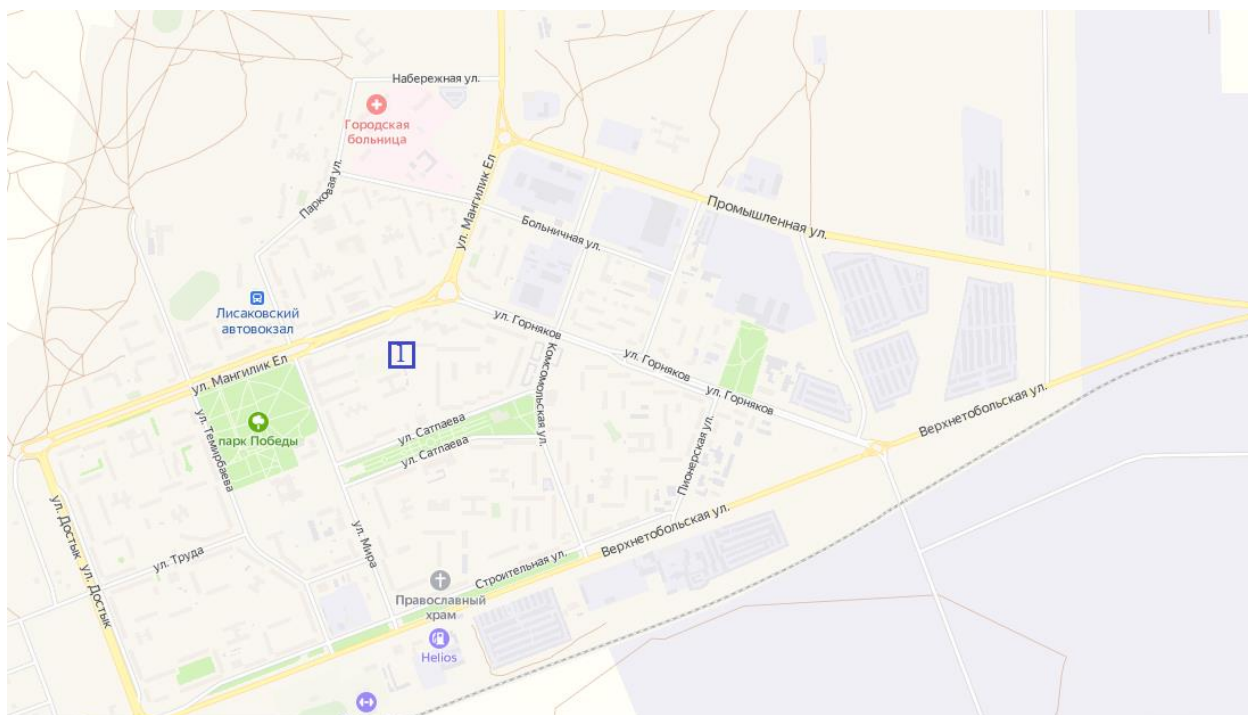 Набережная ул.
Городская
больница
Парковая ул.
ул. Мангилик Ел
Промышленная ул.
Больничная ул.
Лисаковский
автовокзал
ул. Горняков
1
ул. Горняков
ул. Мангилик Ел
Комсомольская ул.
ул. Горняков
парк Победы
ул. Темирбаева
ул. Сатпаева
ул. Сатпаева
Верхнетобольская ул.
Пионерская ул.
ул. Достык
ул. Достык
ул. Труда
ул. Мира
Верхнетобольская ул.
Строительная ул.
Православный
храм
Helios